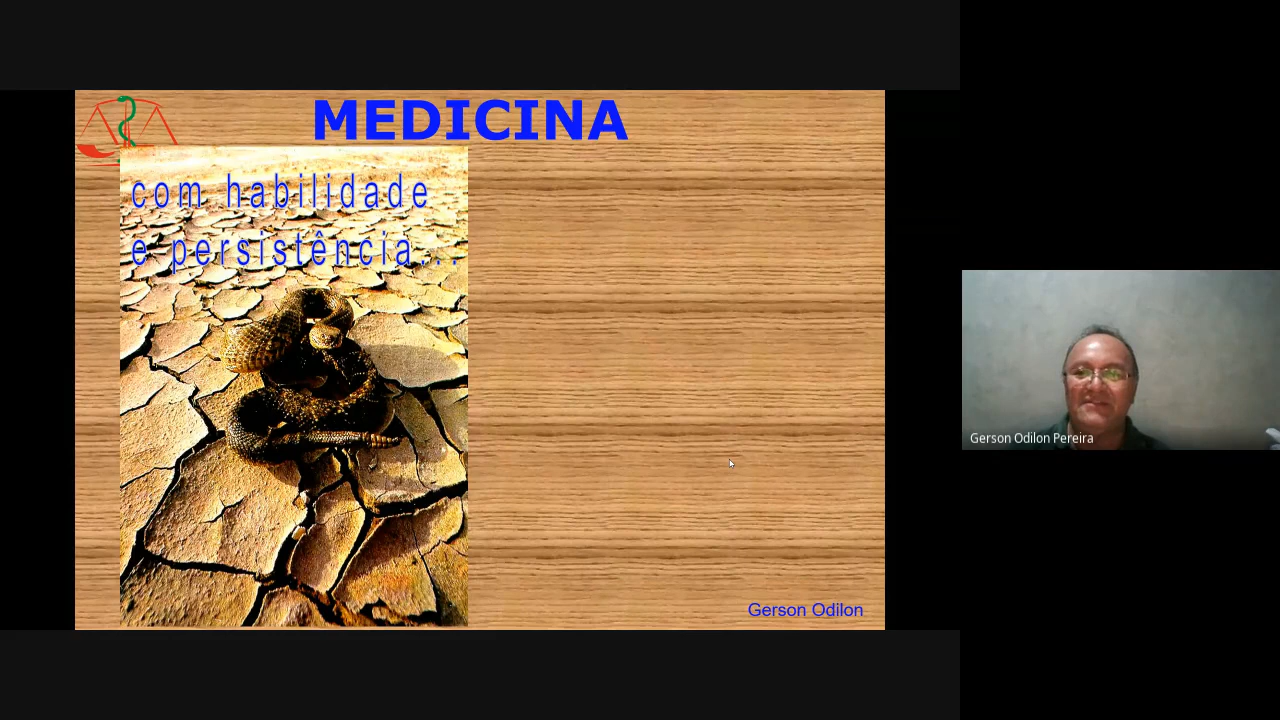 MEDICINA
com habilidade
e persistência...
Gerson Odilon
Gerson Odilon Pereira